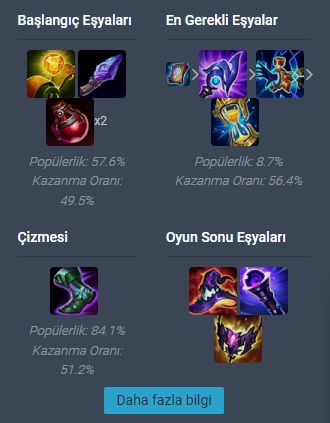 Başlangıç Eşyaları
x2
Popülerlik: 57.6%
Kazanma Oranı:
49.5%
En Gerekli Eşyalar
Popülerlik: 8.7%
Kazanma Oranı: 56.4%
Çizmesi
Popülerlik: 84.1%
Kazanma Oranı:
51.2%
Oyun Sonu Eşyaları
Daha fazla bilgi